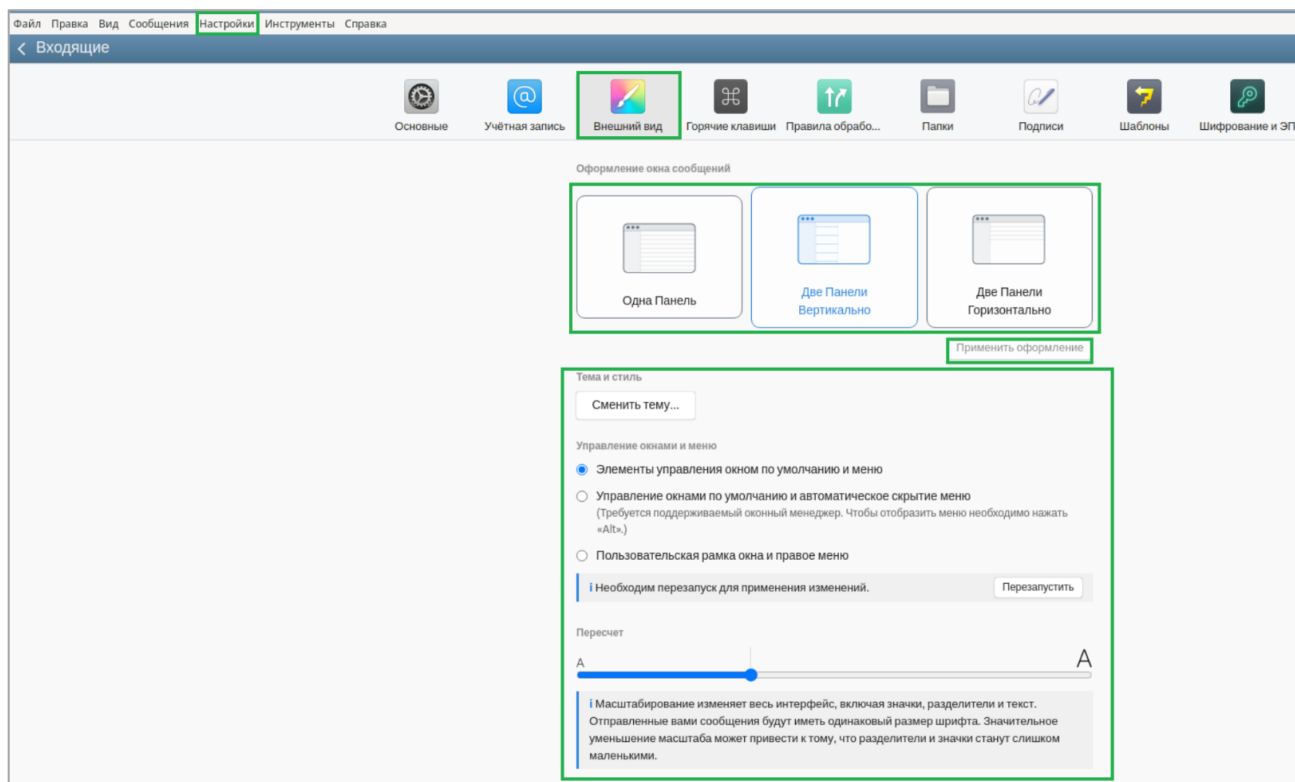 Файл Правка Вид Сообщения Настройки Инструменты Справка
Входящие
Основные Учётная запись Внешний вид Горячие клавиши Правила обрабо... Папки Подписи Шаблоны Шифрование и ЭП
Оформление окна сообщений
Одна Панель
Две Панели
Вертикально
Две Панели
Горизонтально
Применить оформление
Тема и стиль
Сменить тему...
Управление окнами и меню
Элементы управления окном по умолчанию и меню
Управление окнами по умолчанию и автоматическое скрытие меню
(Требуется поддерживаемый оконный менеджер. Чтобы отобразить меню необходимо нажать
«Alt».)
Пользовательская рамка окна и правое меню
i Необходим перезапуск для применения изменений. Перезапустить
Пересчет
A A
i Масштабирование изменяет весь интерфейс, включая значки, разделители и текст.
Отправленные вами сообщения будут иметь одинаковый размер шрифта. Значительное
уменьшение масштаба может привести к тому, что разделители и значки станут слишком
маленькими.